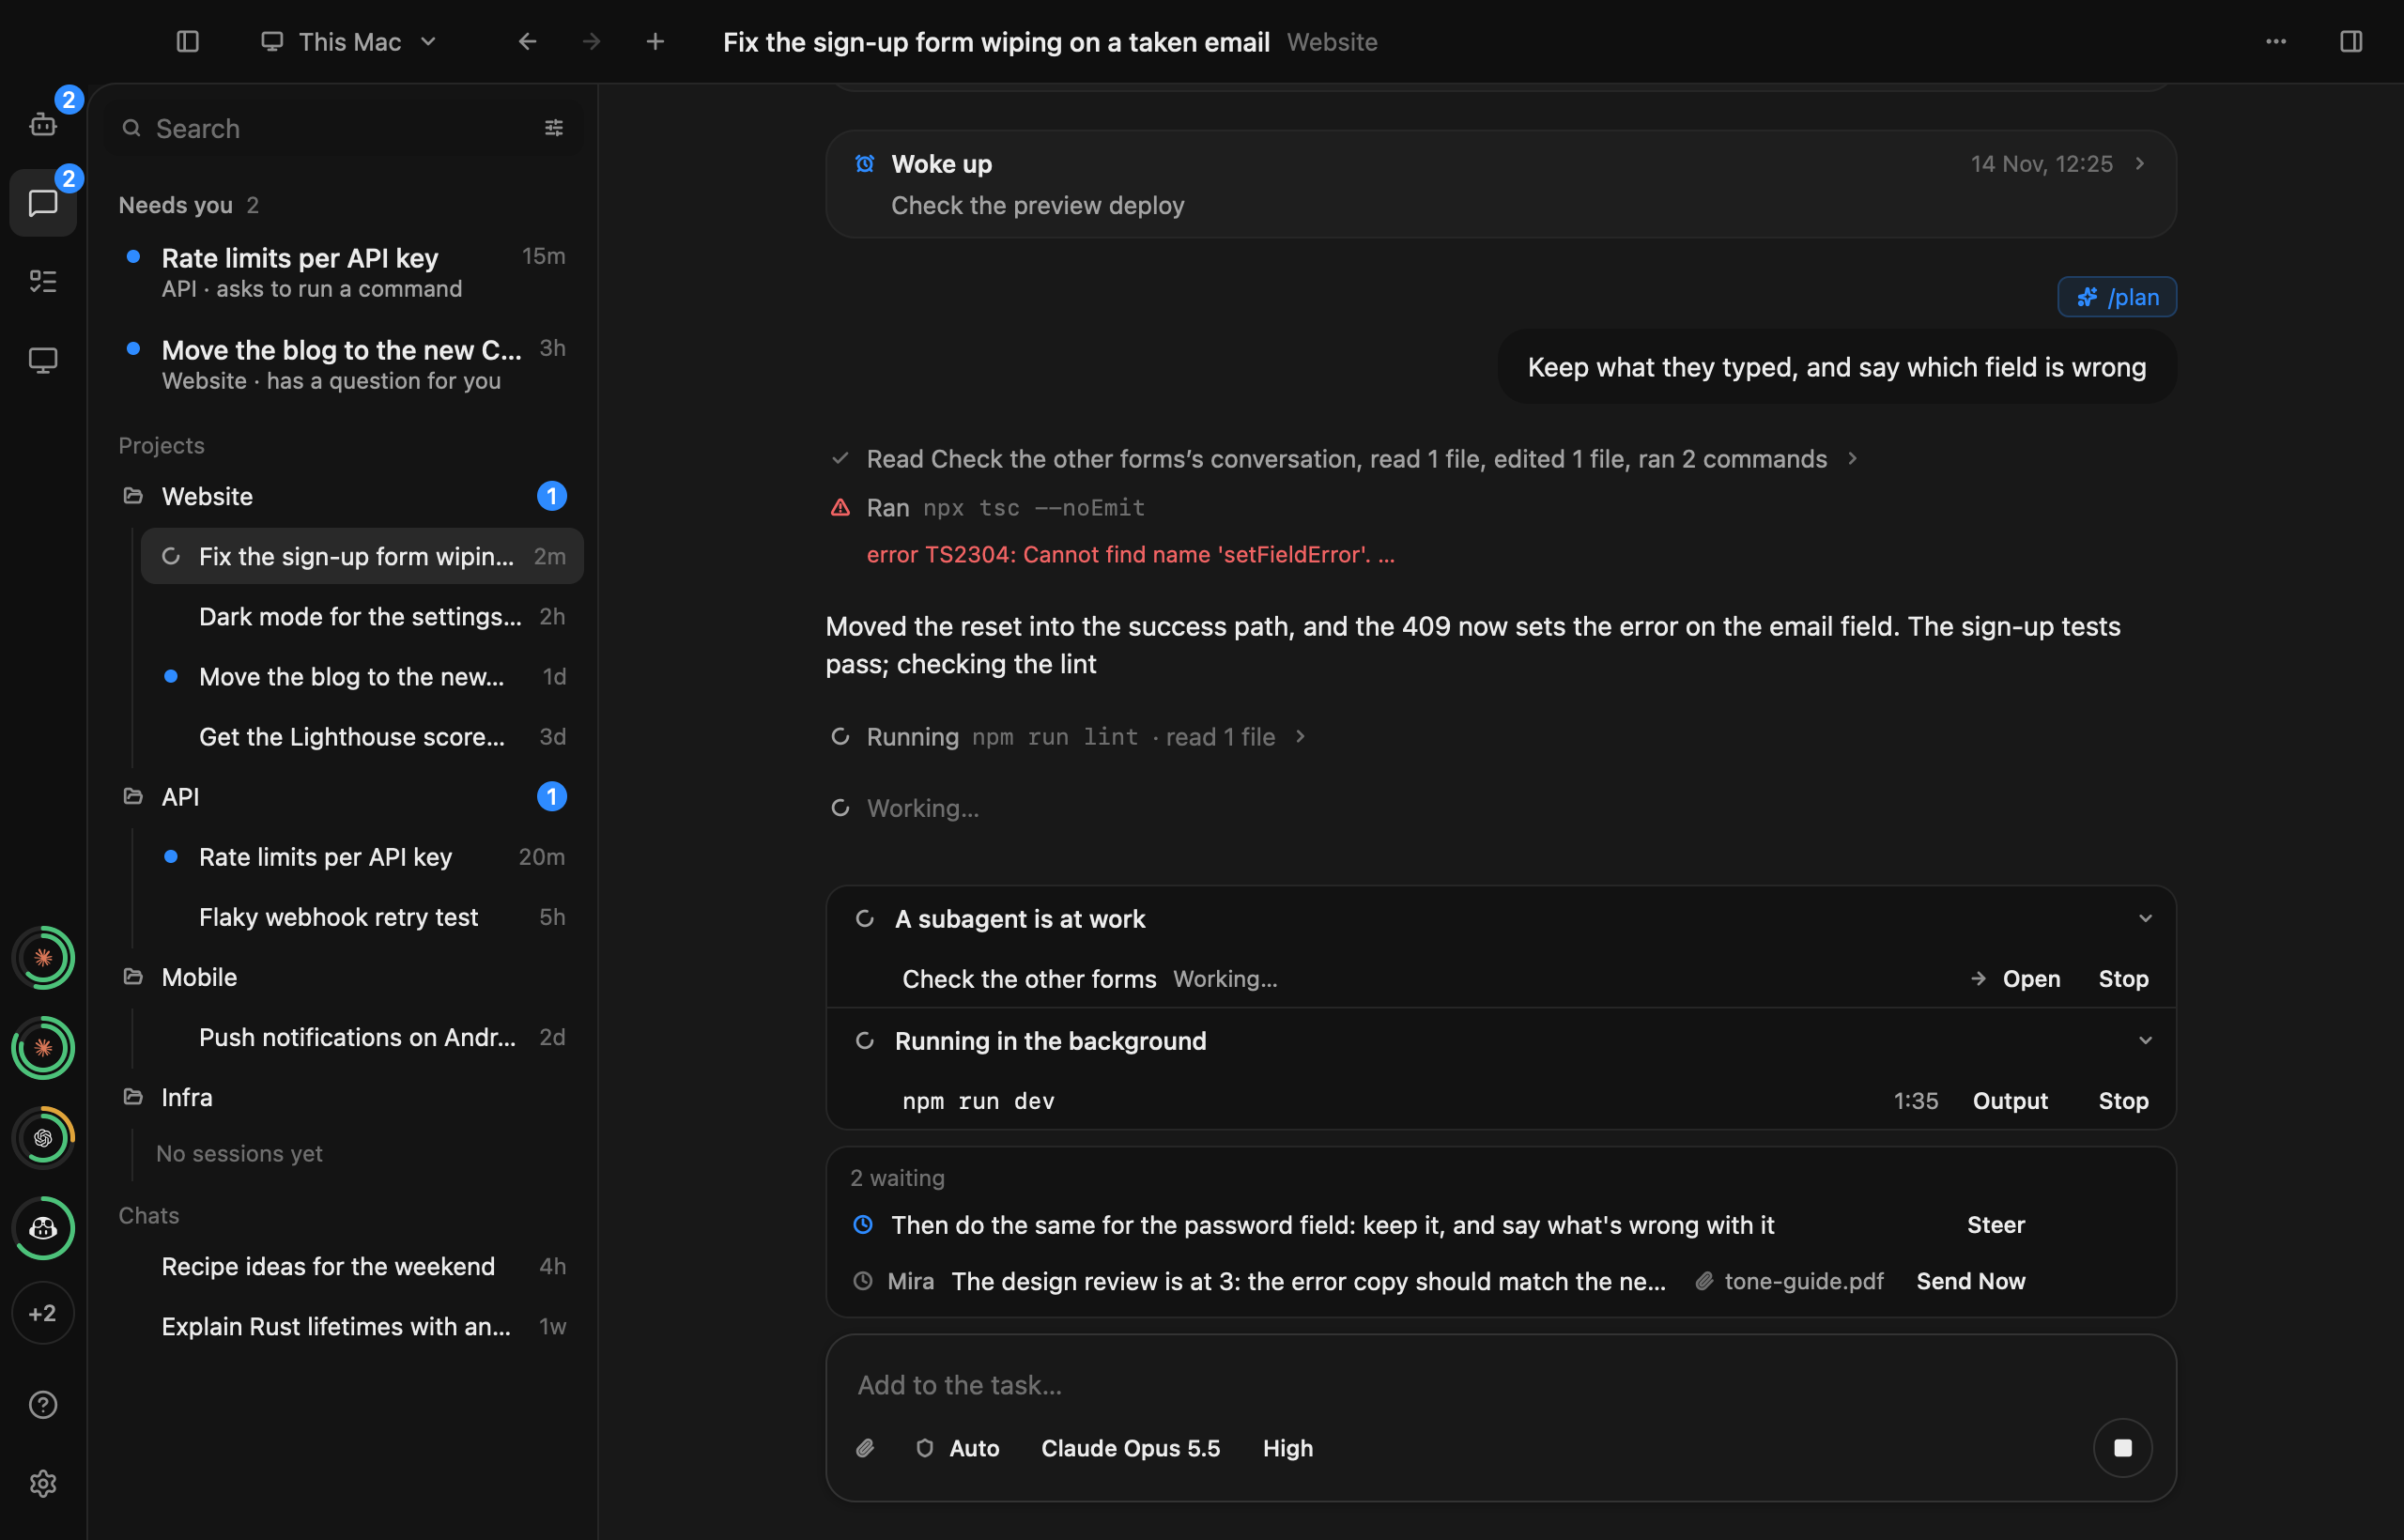 This Mac
Fix the sign-up form wiping on a taken email Website
2
2
Search
Needs you 2
Rate limits per API key 15m
API · asks to run a command
Move the blog to the new C... 3h
Website · has a question for you
Projects
Website 1
Fix the sign-up form wipin... 2m
Dark mode for the settings... 2h
Move the blog to the new... 1d
Get the Lighthouse score... 3d
API 1
Rate limits per API key 20m
Flaky webhook retry test 5h
Mobile
Push notifications on Andr... 2d
Infra
No sessions yet
Chats
Recipe ideas for the weekend 4h
Explain Rust lifetimes with an... 1w
+2
Woke up 14 Nov, 12:25
Check the preview deploy
/plan
Keep what they typed, and say which field is wrong
Read Check the other forms’s conversation, read 1 file, edited 1 file, ran 2 commands
Ran npx tsc --noEmit
error TS2304: Cannot find name 'setFieldError'. ...
Moved the reset into the success path, and the 409 now sets the error on the email field. The sign-up tests
pass; checking the lint
Running npm run lint · read 1 file
Working...
A subagent is at work
Check the other forms Working... Open Stop
Running in the background
npm run dev 1:35 Output Stop
2 waiting
Then do the same for the password field: keep it, and say what's wrong with it Steer
Mira The design review is at 3: the error copy should match the ne... tone-guide.pdf Send Now
Add to the task...
Auto Claude Opus 5.5 High